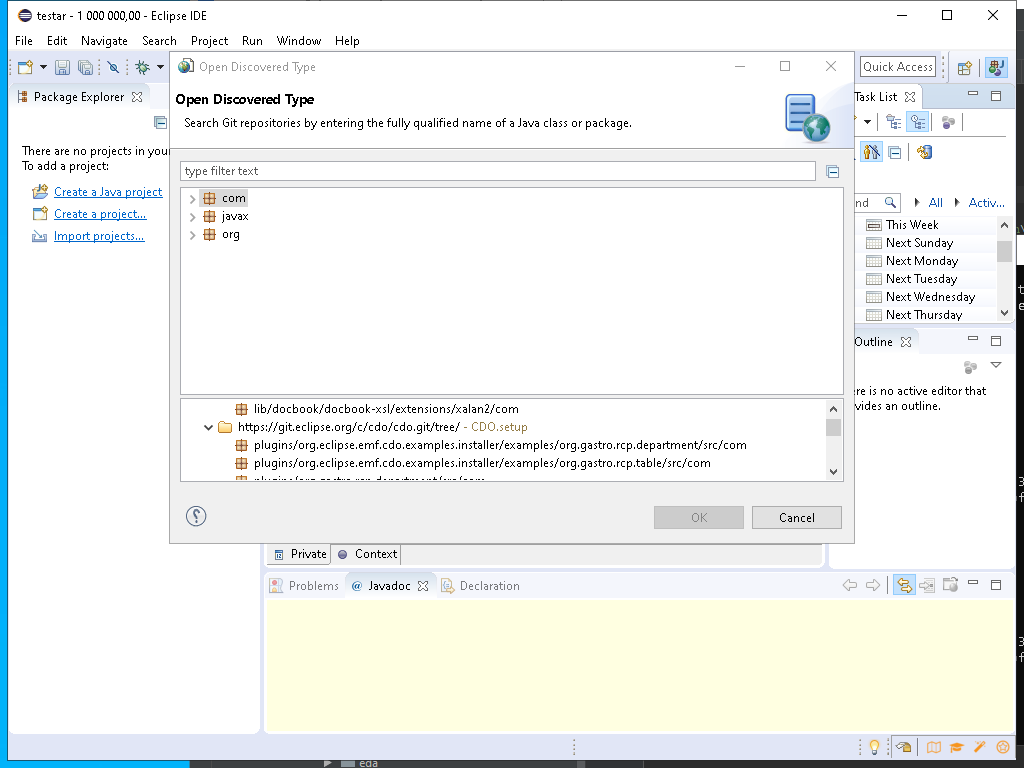 testar - 1 000 000,00 - Eclipse IDE
File Edit Navigate Search Project Run Window Help
Quick Access
Open Discovered Type
Package Explorer
Task List
Open Discovered Type
Search Git repositories by entering the fully qualified name of a Java class or package.
There are no projects in your
To add a project:
Create a Java project
Create a project...
Import projects...
type filter text
com
javax
org
nd All Activ...
This Week
Next Sunday
Next Monday
Next Tuesday
Next Wednesday
Next Thursday
Outline
ere is no active editor that
vides an outline.
lib/docbook/docbook-xsl/extensions/xalan2/com
https://git.eclipse.org/c/cdo/cdo.git/tree/ - CDO.setup
plugins/org.eclipse.emf.cdo.examples.installer/examples/org.gastro.rcp.department/src/com
plugins/org.eclipse.emf.cdo.examples.installer/examples/org.gastro.rcp.table/src/com
OK Cancel
Private Context
Problems @ Javadoc Declaration
eda